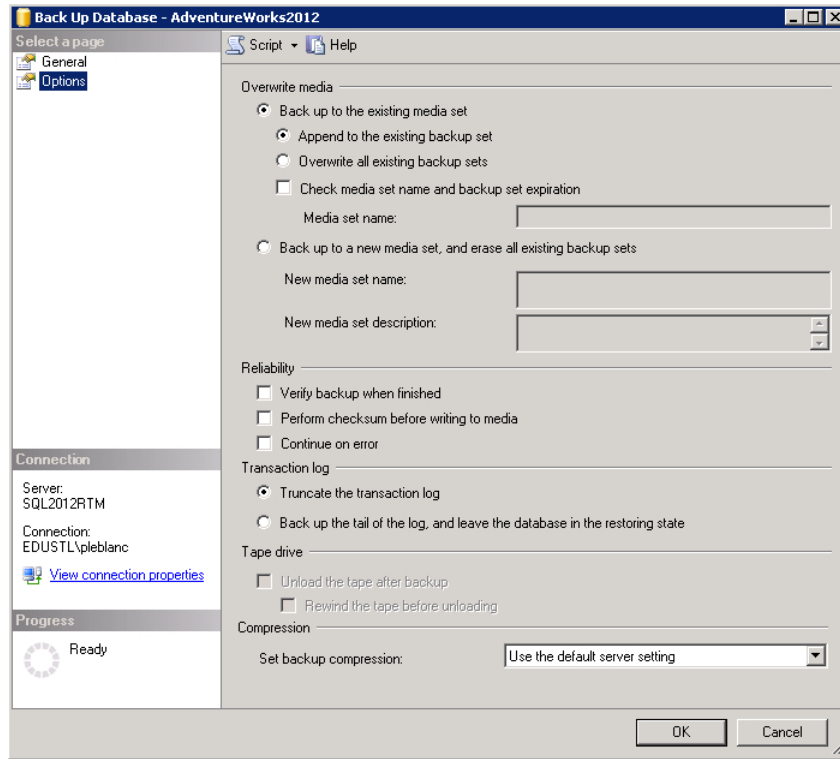 Back Up Database - AdventureWorks2012
Select a page
General
Options
Script Help
Overwrite media
Back up to the existing media set
Append to the existing backup set
Overwrite all existing backup sets
Check media set name and backup set expiration
Media set name:
Back up to a new media set, and erase all existing backup sets
New media set name:
New media set description:
Reliability
Verify backup when finished
Perform checksum before writing to media
Continue on error
Transaction log
Truncate the transaction log
Back up the tail of the log, and leave the database in the restoring state
Tape drive
Unload the tape after backup
Rewind the tape before unloading
Compression
Set backup compression: Use the default server setting
Connection
Server:
SQL2012RTM
Connection:
EDUSTL\pleblanc
View connection properties
Progress
Ready
OK Cancel